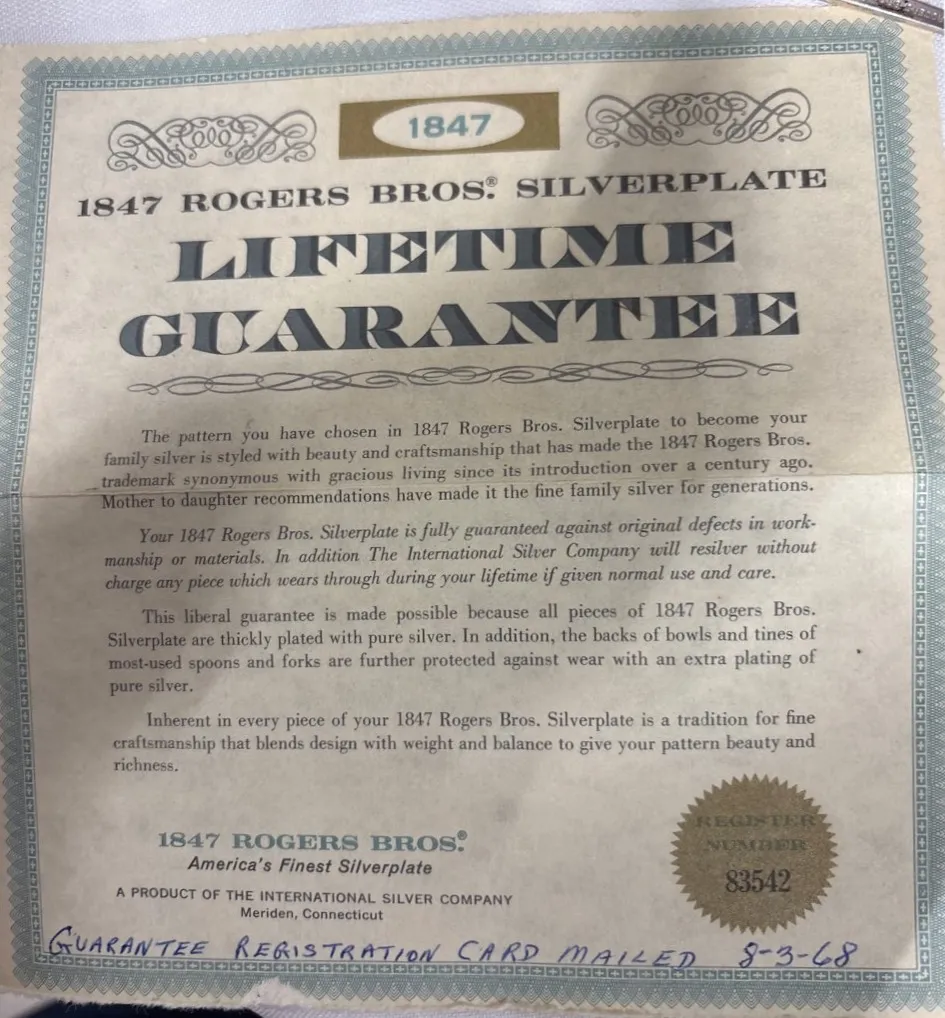 1847
1847 ROGERS BROS.® SILVERPLATE
LIFETIME
GUARANTEE
The pattern you have chosen in 1847 Rogers Bros. Silverplate to become your
family silver is styled with beauty and craftsmanship that has made the 1847 Rogers Bros.
trademark synonymous with gracious living since its introduction over a century ago.
Mother to daughter recommendations have made it the fine family silver for generations.
Your 1847 Rogers Bros. Silverplate is fully guaranteed against original defects in work-
manship or materials. In addition The International Silver Company will resilver without
charge any piece which wears through during your lifetime if given normal use and care.
This liberal guarantee is made possible because all pieces of 1847 Rogers Bros.
Silverplate are thickly plated with pure silver. In addition, the backs of bowls and tines of
most-used spoons and forks are further protected against wear with an extra plating of
pure silver.
Inherent in every piece of your 1847 Rogers Bros. Silverplate is a tradition for fine
craftsmanship that blends design with weight and balance to give your pattern beauty and
richness.
1847 ROGERS BROS.®
America's Finest Silverplate
A PRODUCT OF THE INTERNATIONAL SILVER COMPANY
Meriden, Connecticut
REGISTER
NUMBER
83542
GUARANTEE REGISTRATION CARD MAILED 8-3-68